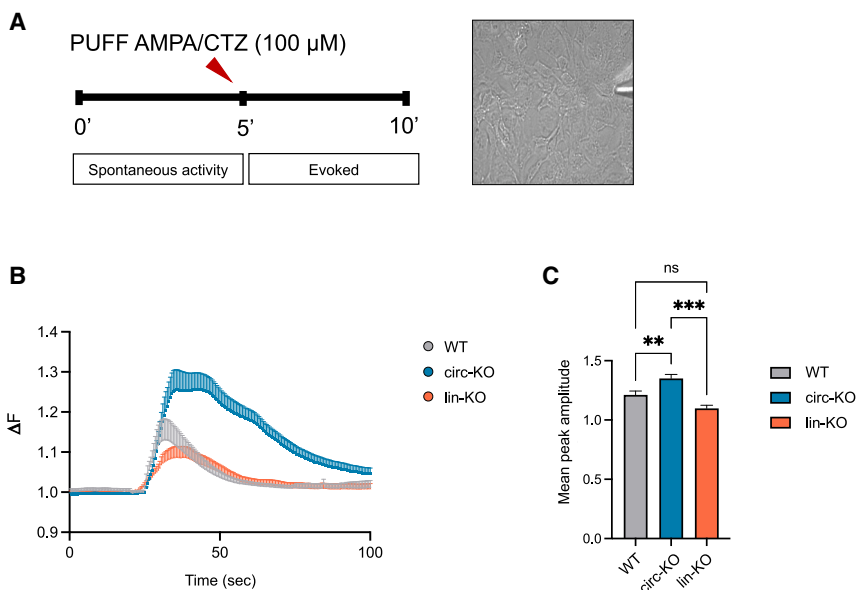 A
PUFF AMPA/CTZ (100 µM)
0’ 5’ 10’
Spontaneous activity Evoked
B
1.4
1.3
1.2
1.1
1.0
0.9
ΔF
0 50 100
Time (sec)
WT
circ-KO
lin-KO
C
ns
***
**
1.5
1.0
0.5
0.0
Mean peak amplitude
WT circ-KO lin-KO
WT
circ-KO
lin-KO